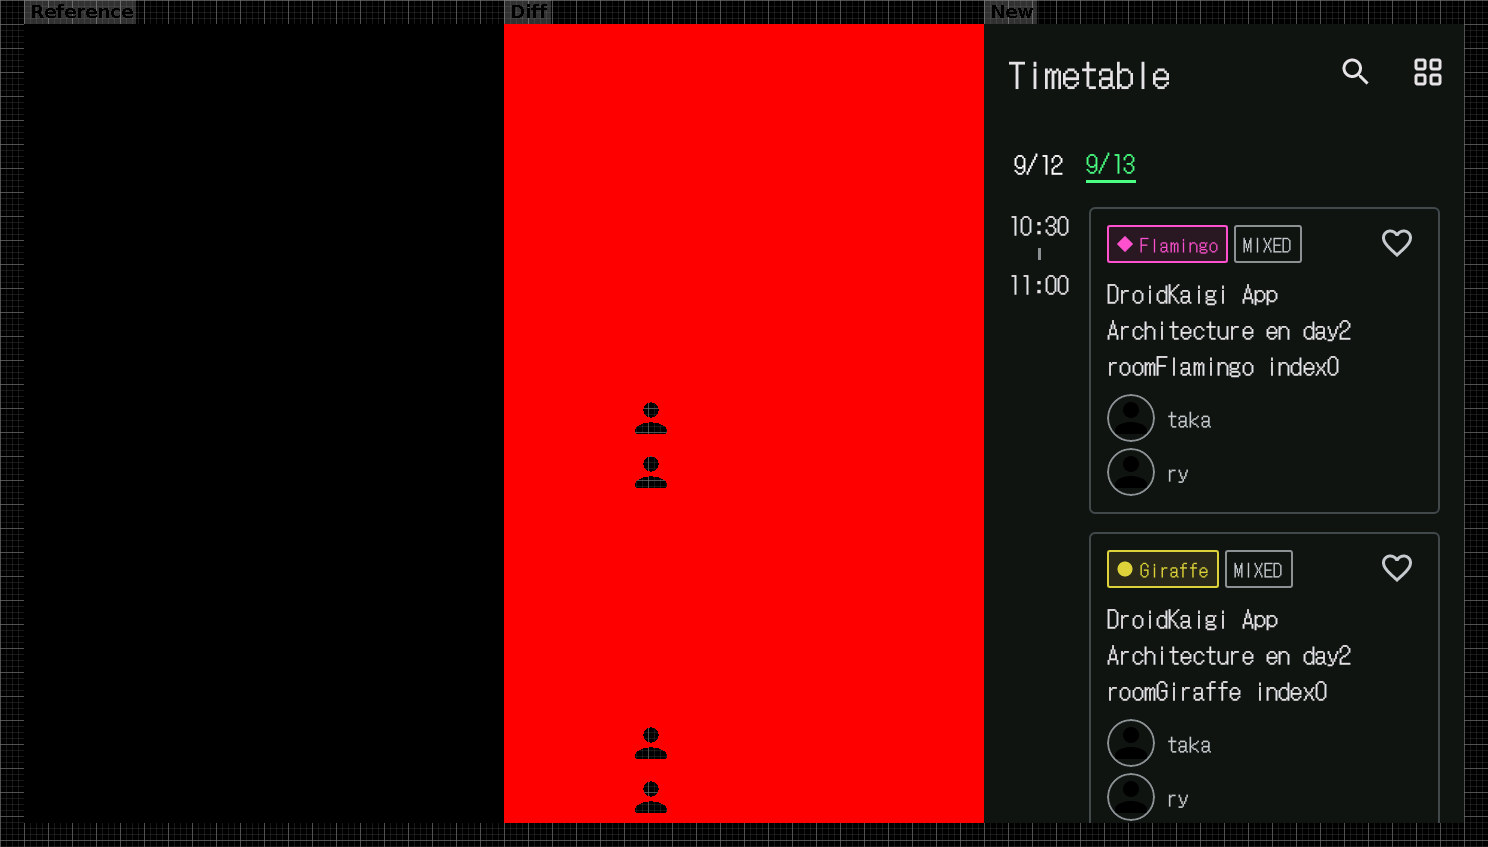 Reference
Diff
New
Timetable
9/12 9/13
10:30
11:00
Flamingo MIXED
DroidKaigi App
Architecture en day2
roomFlamingo index0
taka
ry
Giraffe MIXED
DroidKaigi App
Architecture en day2
roomGiraffe index0
taka
ry